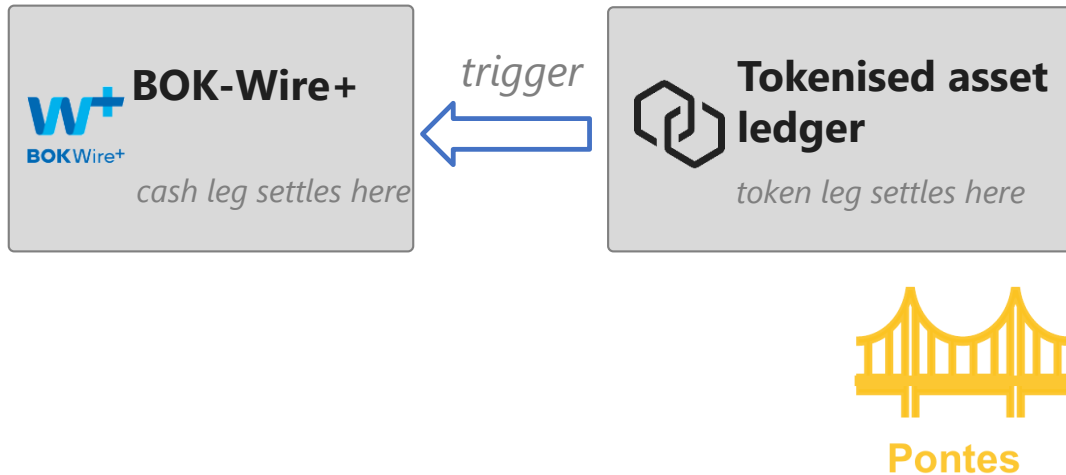 BOK-Wire+
BOKWire+
cash leg settles here
trigger
Tokenised asset
ledger
token leg settles here
Pontes